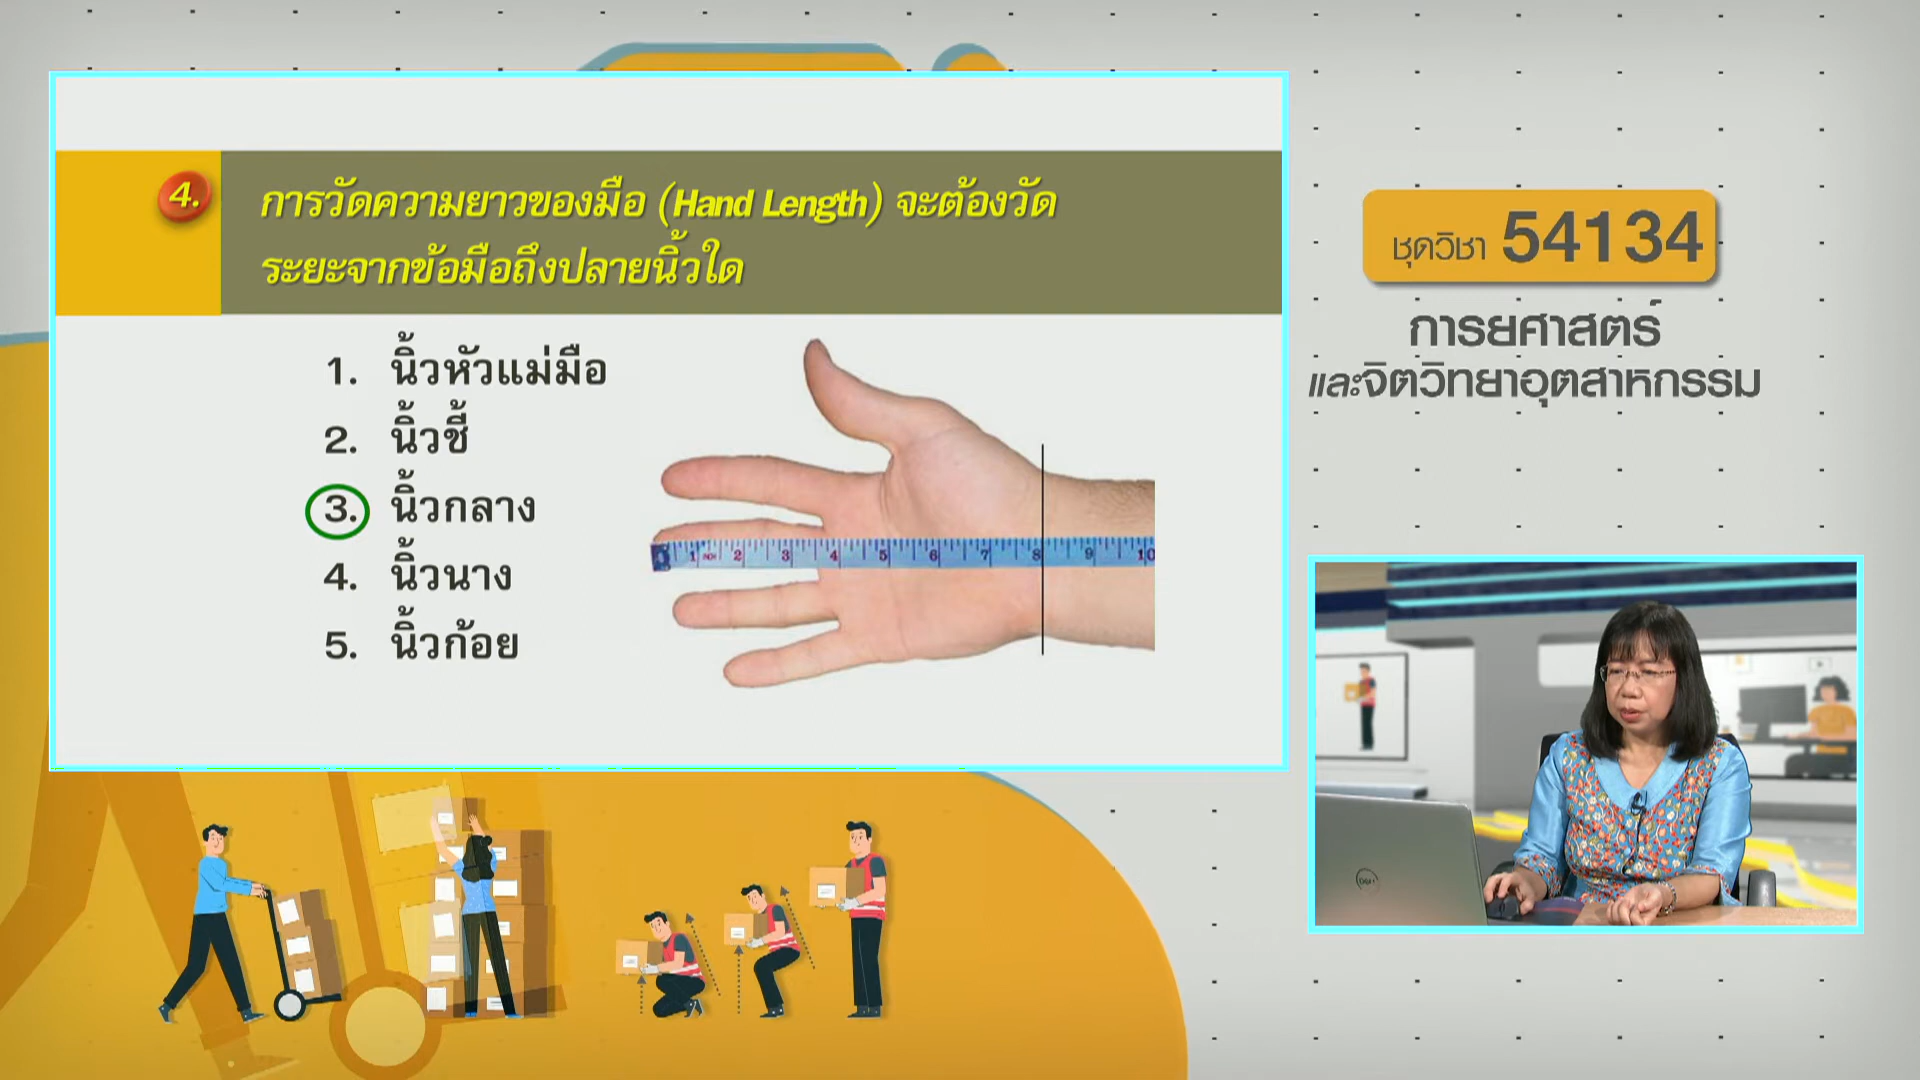 4.
การวัดความยาวของมือ (Hand Length) จะต้องวัด
ระยะจากข้อมือถึงปลายนิ้วใด
1. นิ้วหัวแม่มือ
2. นิ้วชี้
3. นิ้วกลาง
4. นิ้วนาง
5. นิ้วก้อย
1 2 3 4 5 6 7 8 9 10
ชุดวิชา 54134
การยศาสตร์
และจิตวิทยาอุตสาหกรรม
DELL